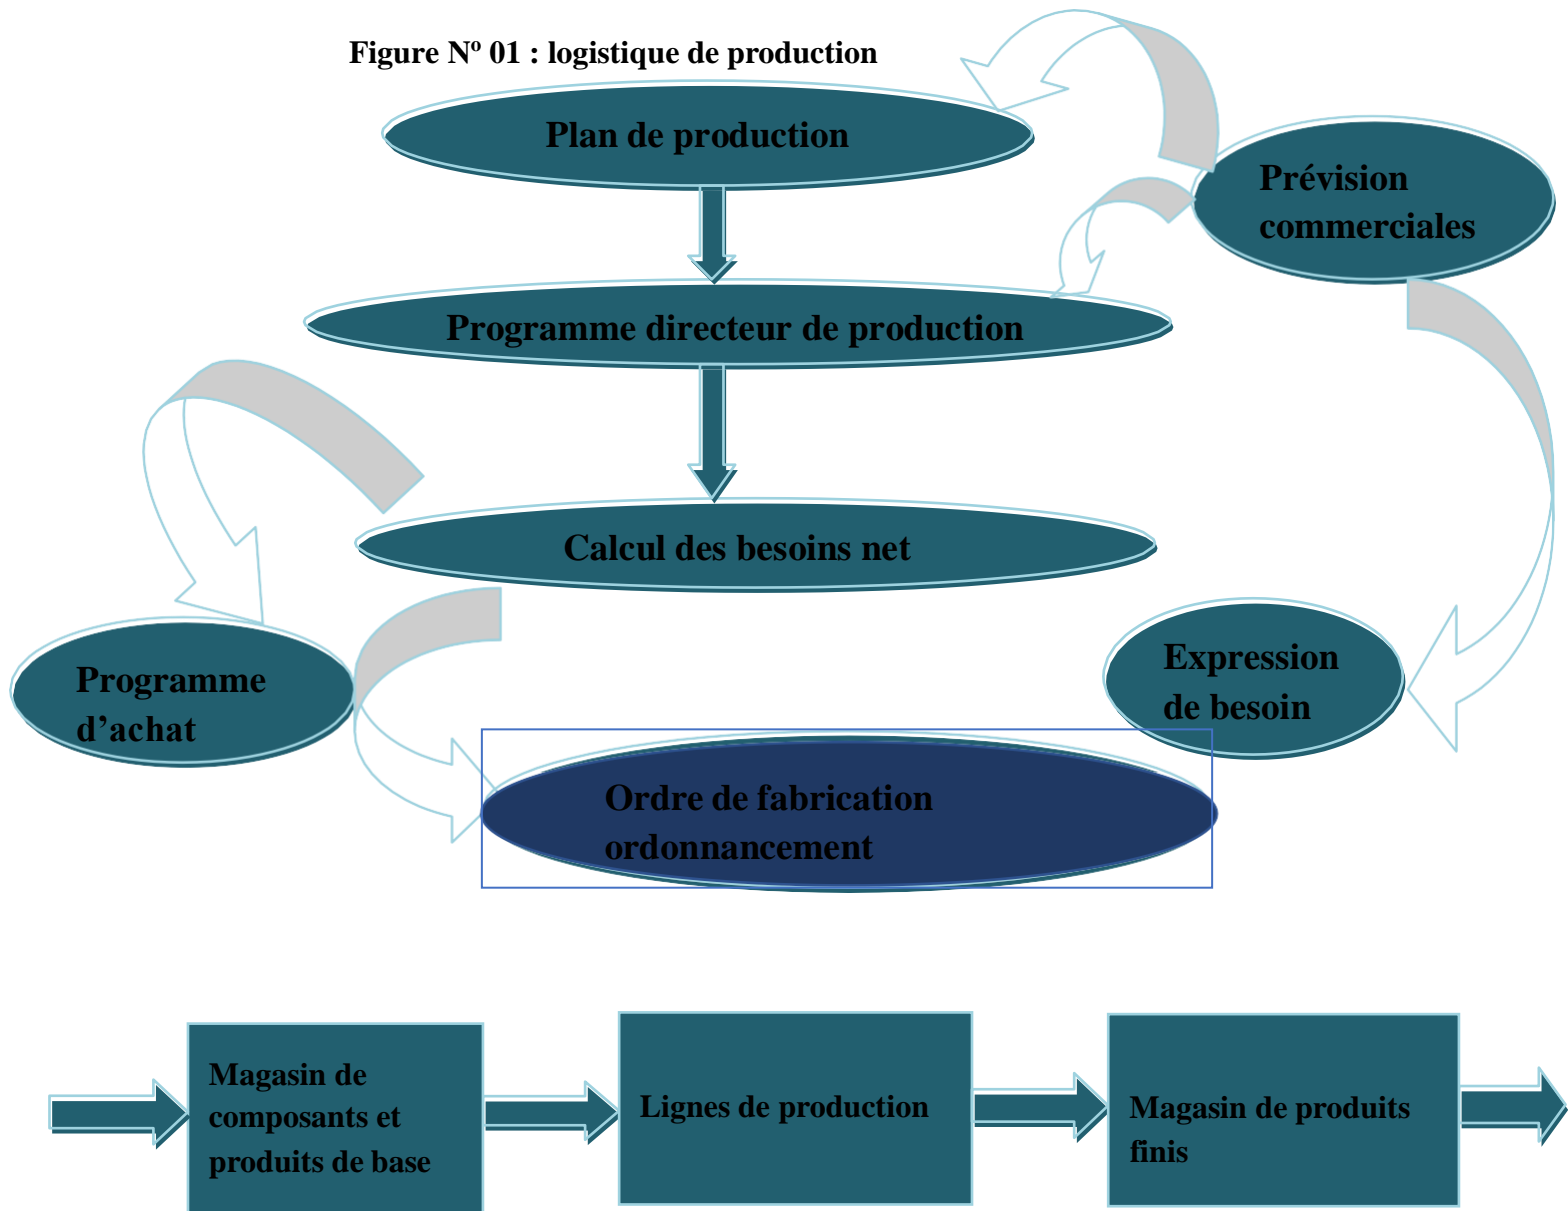 Figure Nº 01 : logistique de production
Plan de production
Prévision
commerciales
Programme directeur de production
Calcul des besoins net
Programme
d’achat
Expression
de besoin
Ordre de fabrication
ordonnancement
Magasin de
composants et
produits de base
Lignes de production
Magasin de produits
finis